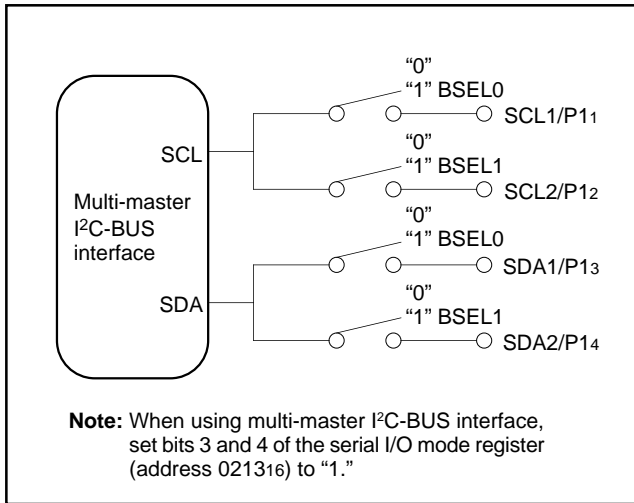 “0”
“1” BSEL0
SCL1/P11
SCL
“0”
“1” BSEL1
SCL2/P12
Multi-master
I2C-BUS
interface
“0”
“1” BSEL0
SDA1/P13
SDA
“0”
“1” BSEL1
SDA2/P14
Note: When using multi-master I2C-BUS interface,
set bits 3 and 4 of the serial I/O mode register
(address 021316) to “1.”